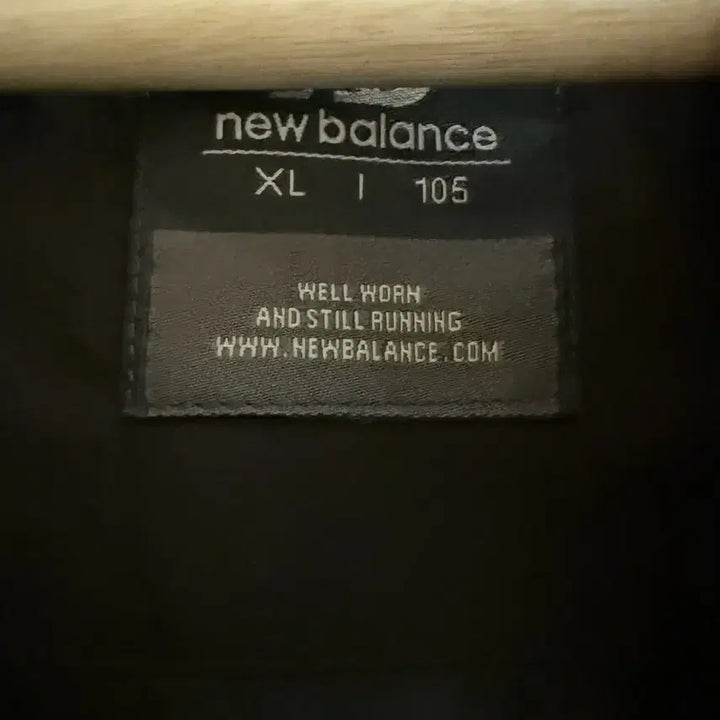 new balance
XL | 105
WELL WORN
AND STILL RUNNING
WWW.NEWBALANCE.COM